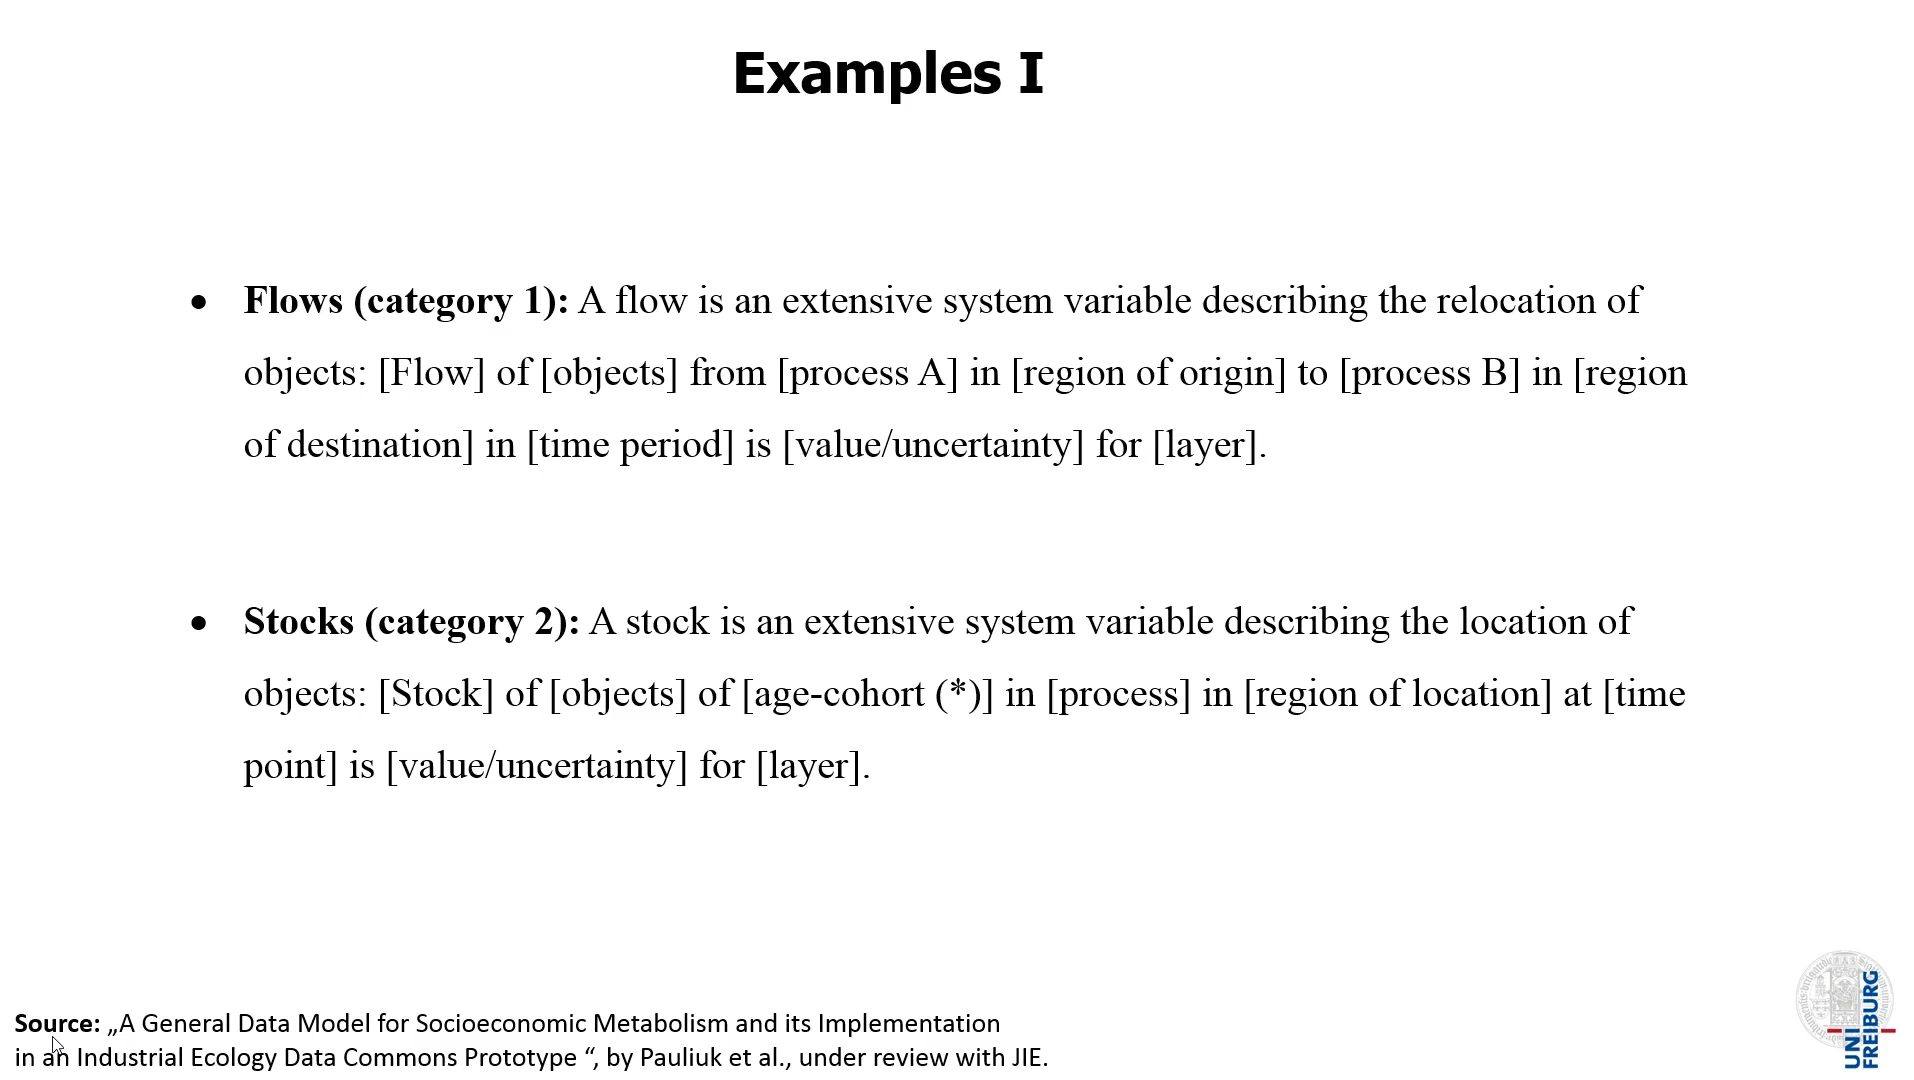 Examples I
• Flows (category 1): A flow is an extensive system variable describing the relocation of
objects: [Flow] of [objects] from [process A] in [region of origin] to [process B] in [region
of destination] in [time period] is [value/uncertainty] for [layer].
• Stocks (category 2): A stock is an extensive system variable describing the location of
objects: [Stock] of [objects] of [age-cohort (*)] in [process] in [region of location] at [time
point] is [value/uncertainty] for [layer].
Source: „A General Data Model for Socioeconomic Metabolism and its Implementation
in an Industrial Ecology Data Commons Prototype “, by Pauliuk et al., under review with JIE.
UNI
FREIBURG